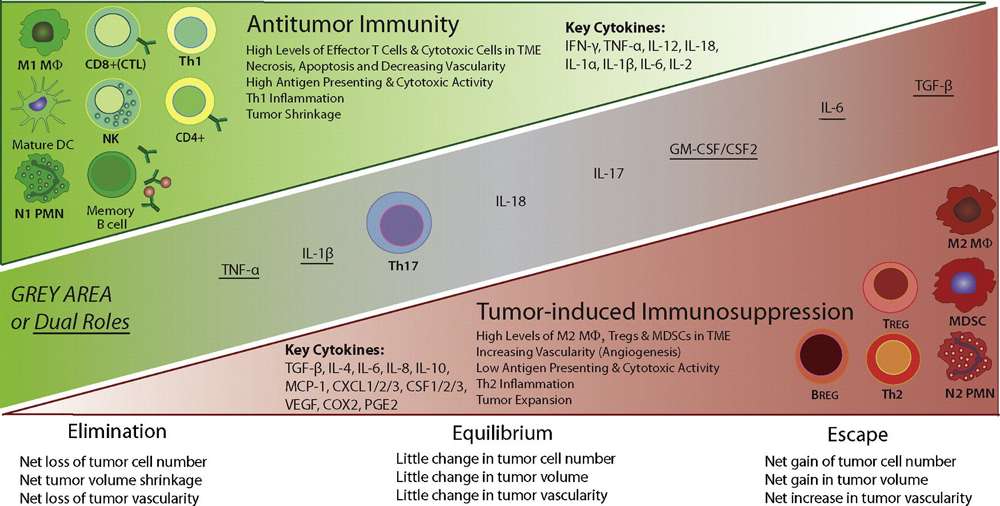 Antitumor Immunity
High Levels of Effector T Cells & Cytotoxic Cells in TME
Necrosis, Apoptosis and Decreasing Vascularity
High Antigen Presenting & Cytotoxic Activity
Th1 Inflammation
Tumor Shrinkage
Key Cytokines:
IFN-γ, TNF-α, IL-12, IL-18,
IL-1α, IL-1β, IL-6, IL-2
M1 MΦ
CD8+(CTL)
Th1
Mature DC
NK
CD4+
N1 PMN
Memory
B cell
GREY AREA
or Dual Roles
TNF-α
IL-1β
Th17
IL-18
IL-17
GM-CSF/CSF2
IL-6
TGF-β
Tumor-induced Immunosuppression
High Levels of M2 MΦ, Tregs & MDSCs in TME
Increasing Vascularity (Angiogenesis)
Low Antigen Presenting & Cytotoxic Activity
Th2 Inflammation
Tumor Expansion
Key Cytokines:
TGF-β, IL-4, IL-6, IL-8, IL-10,
MCP-1, CXCL1/2/3, CSF1/2/3,
VEGF, COX2, PGE2
M2 MΦ
TREG
MDSC
BREG
Th2
N2 PMN
Elimination
Net loss of tumor cell number
Net tumor volume shrinkage
Net loss of tumor vascularity
Equilibrium
Little change in tumor cell number
Little change in tumor volume
Little change in tumor vascularity
Escape
Net gain of tumor cell number
Net gain in tumor volume
Net increase in tumor vascularity